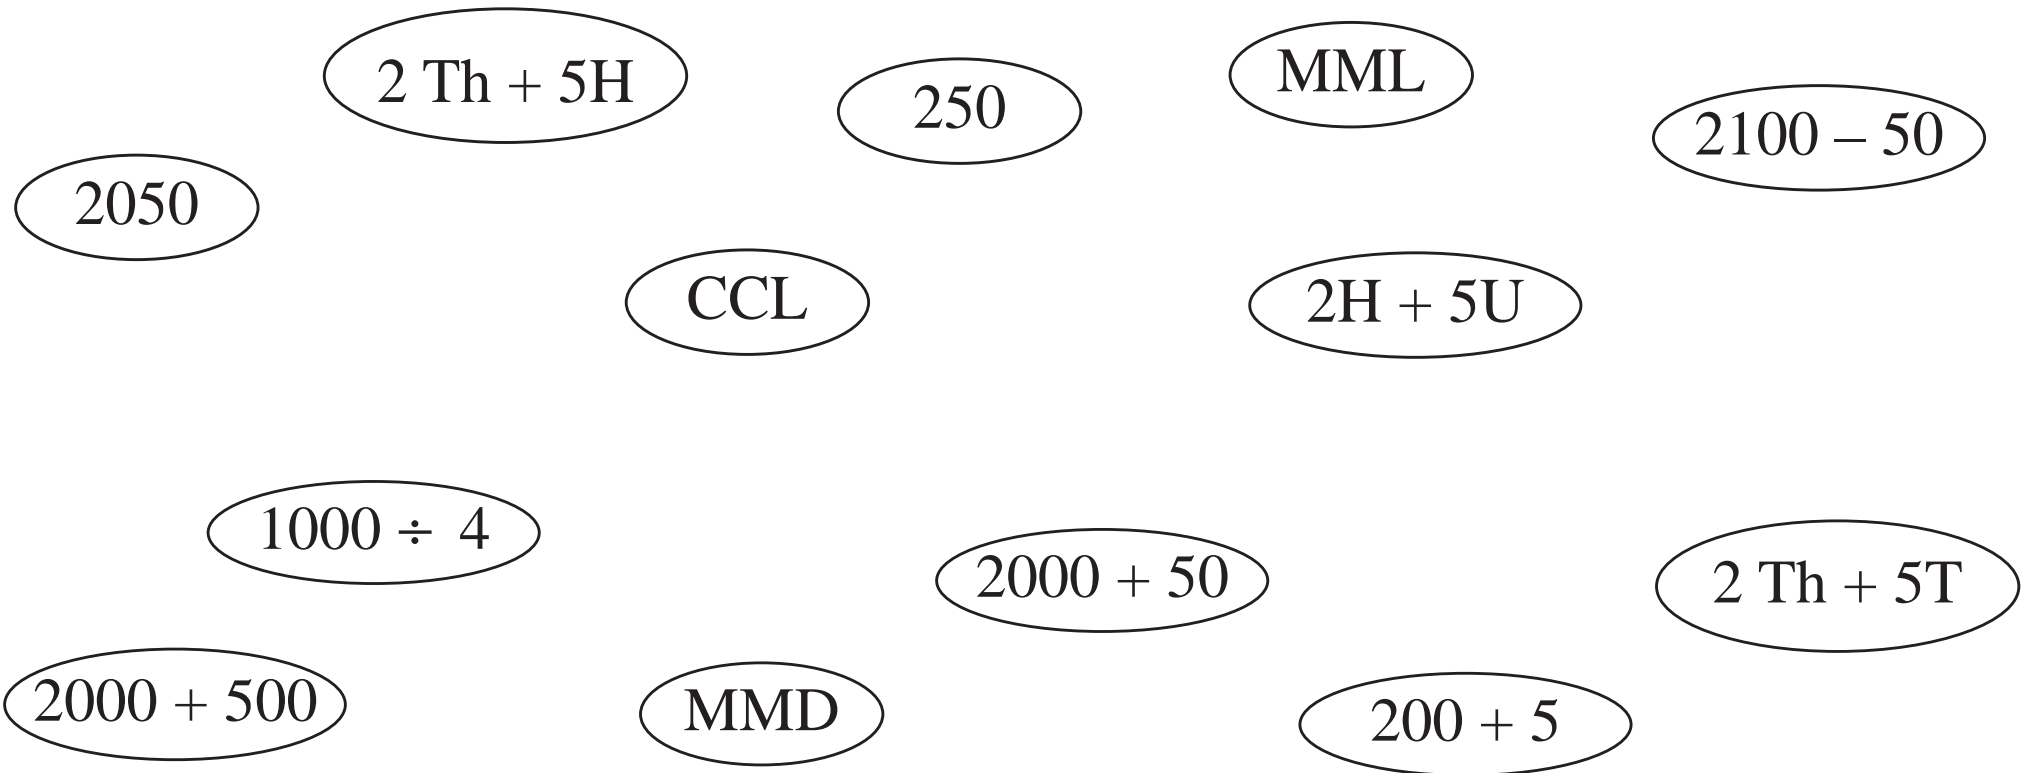 2 Th + 5H
250
MML
2100 – 50
2050
CCL
2H + 5U
1000 ÷ 4
2000 + 50
2 Th + 5T
2000 + 500
MMD
200 + 5